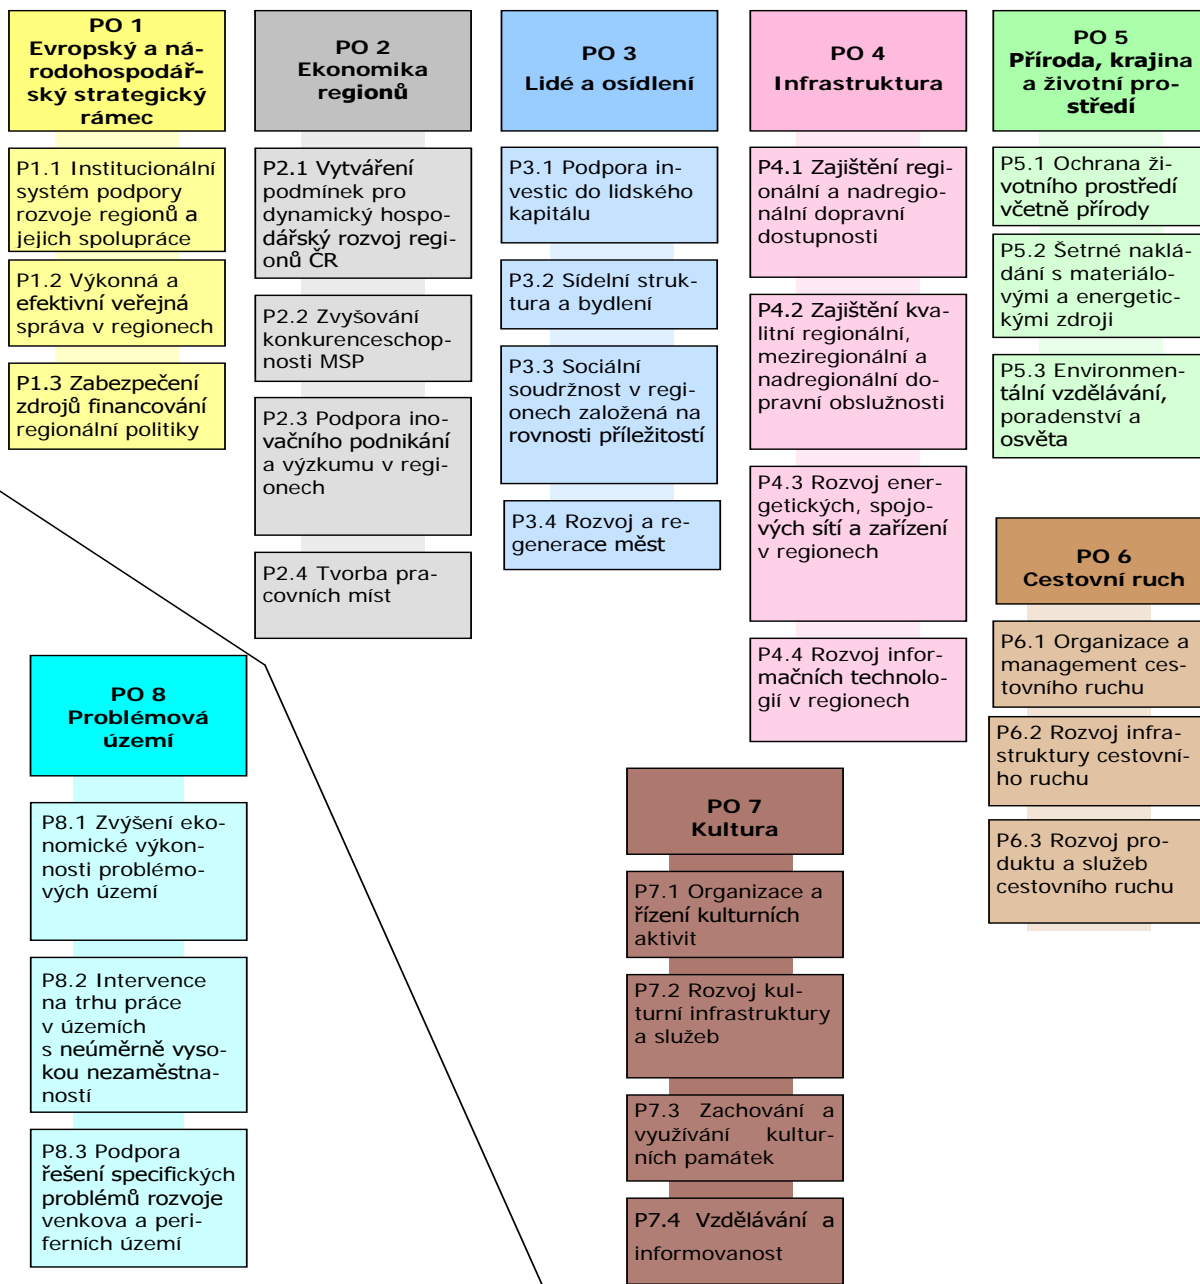 PO 1
Evropský a ná-
rodohospodář-
ský strategický
rámec
P1.1 Institucionální
systém podpory
rozvoje regionů a
jejich spolupráce
P1.2 Výkonná a
efektivní veřejná
správa v regionech
P1.3 Zabezpečení
zdrojů financování
regionální politiky
PO 2
Ekonomika
regionů
P2.1 Vytváření
podmínek pro
dynamický hospo-
dářský rozvoj regi-
onů ČR
P2.2 Zvyšování
konkurenceschop-
nosti MSP
P2.3 Podpora ino-
vačního podnikání
a výzkumu v regi-
onech
P2.4 Tvorba pra-
covních míst
PO 3
Lidé a osídlení
P3.1 Podpora
investic do lidského
kapitálu
P3.2 Sídelní struk-
tura a bydlení
P3.3 Sociální
soudržnost v regi-
onech založená na
rovnosti příležitostí
P3.4 Rozvoj a re-
generace měst
PO 4
Infrastruktura
P4.1 Zajištění regi-
onální a nadregi-
onální dopravní
dostupnosti
P4.2 Zajištění kva-
litní regionální,
meziregionální a
nadregionální do-
pravní obslužnosti
P4.3 Rozvoj ener-
getických, spojo-
vých sítí a zařízení
v regionech
P4.4 Rozvoj infor-
mačních technolo-
gií v regionech
PO 5
Příroda, krajina
a životní pro-
středí
P5.1 Ochrana ži-
votního prostředí
včetně přírody
P5.2 Šetrné naklá-
dání s materiálo-
vými a energetic-
kými zdroji
P5.3 Environmen-
tální vzdělávání,
poradenství a
osvěta
PO 6
Cestovní ruch
P6.1 Organizace a
management ces-
tovního ruchu
P6.2 Rozvoj infra-
struktury cestovní-
ho ruchu
P6.3 Rozvoj pro-
duktu a služeb
cestovního ruchu
PO 7
Kultura
P7.1 Organizace a
řízení kulturních
aktivit
P7.2 Rozvoj kul-
turní infrastruktury
a služeb
P7.3 Zachování a
využívání kultur-
ních památek
P7.4 Vzdělávání a
informovanost
PO 8
Problémová
území
P8.1 Zvýšení eko-
nomické výkon-
nosti problémo-
vých území
P8.2 Intervence
na trhu práce
v územích
s neúměrně vyso-
kou nezaměstna-
ností
P8.3 Podpora
řešení specifických
problémů rozvoje
venkova a peri-
ferních území